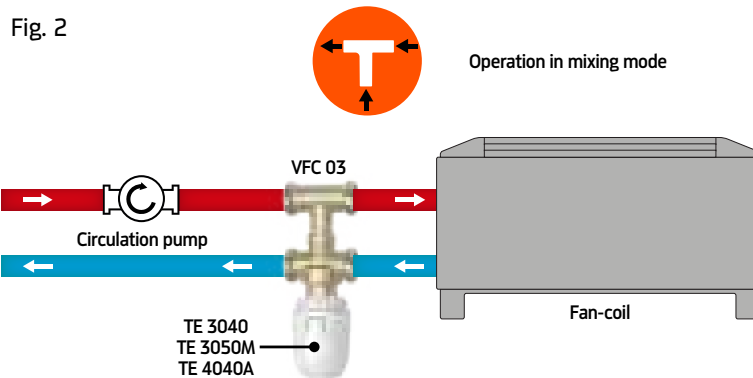 Fig. 2
Operation in mixing mode
VFC 03
Circulation pump
Fan-coil
TE 3040
TE 3050M
TE 4040A